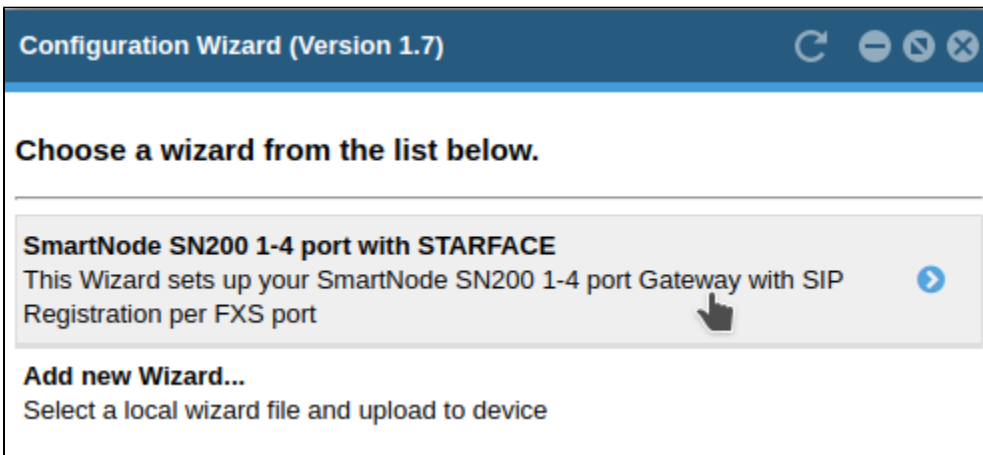 Configuration Wizard (Version 1.7)
Choose a wizard from the list below.
SmartNode SN200 1-4 port with STARFACE
This Wizard sets up your SmartNode SN200 1-4 port Gateway with SIP
Registration per FXS port
Add new Wizard...
Select a local wizard file and upload to device